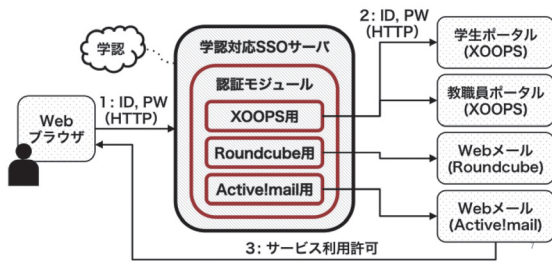 学認
学認対応SSOサーバ
認証モジュール
XOOPS用
Roundcube用
Active!mail用
Web
ブラウザ
1: ID, PW
(HTTP)
2: ID, PW
(HTTP)
学生ポータル
(XOOPS)
教職員ポータル
(XOOPS)
Webメール
(Roundcube)
Webメール
(Active!mail)
3: サービス利用許可
7